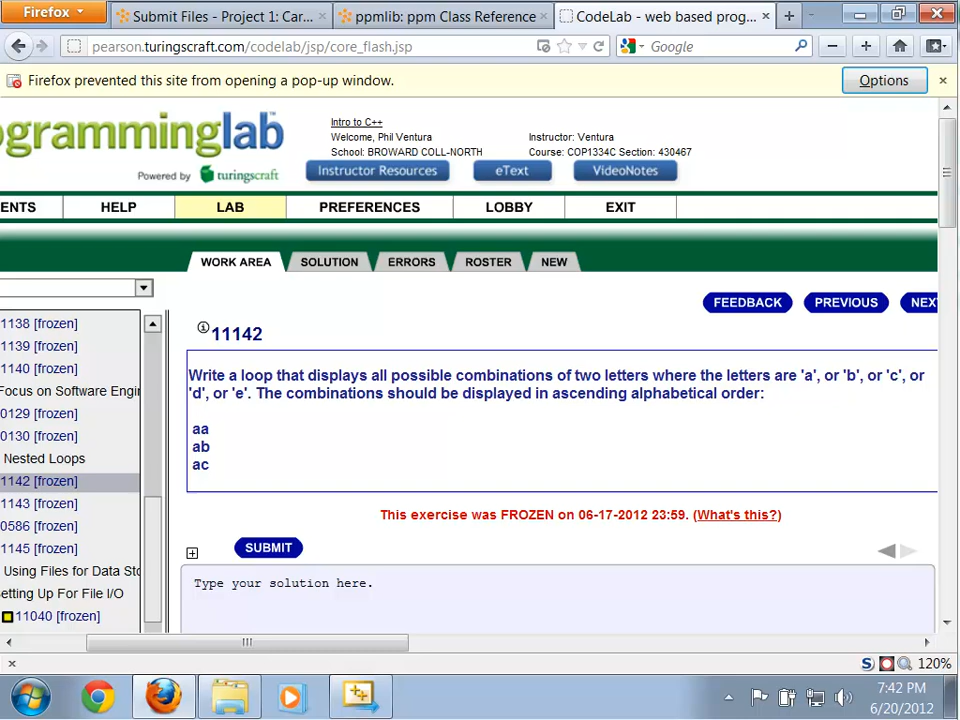 Firefox
Submit Files - Project 1: Car...
ppmlib: ppm Class Reference
CodeLab - web based prog...
pearson.turingscraft.com/codelab/jsp/core_flash.jsp
Google
Firefox prevented this site from opening a pop-up window.
Options
ogramminglab
Powered by turingscraft
Intro to C++
Welcome, Phil Ventura
Instructor: Ventura
School: BROWARD COLL-NORTH
Course: COP1334C Section: 430467
Instructor Resources
eText
VideoNotes
ENTS
HELP
LAB
PREFERENCES
LOBBY
EXIT
WORK AREA
SOLUTION
ERRORS
ROSTER
NEW
FEEDBACK
PREVIOUS
NEXT
1138 [frozen]
1139 [frozen]
1140 [frozen]
Focus on Software Engin
0129 [frozen]
0130 [frozen]
Nested Loops
1142 [frozen]
1143 [frozen]
0586 [frozen]
1145 [frozen]
Using Files for Data Sto
etting Up For File I/O
11040 [frozen]
11142
Write a loop that displays all possible combinations of two letters where the letters are 'a', or 'b', or 'c', or
'd', or 'e'. The combinations should be displayed in ascending alphabetical order:
aa
ab
ac
This exercise was FROZEN on 06-17-2012 23:59. (What's this?)
SUBMIT
Type your solution here.
120%
7:42 PM
6/20/2012